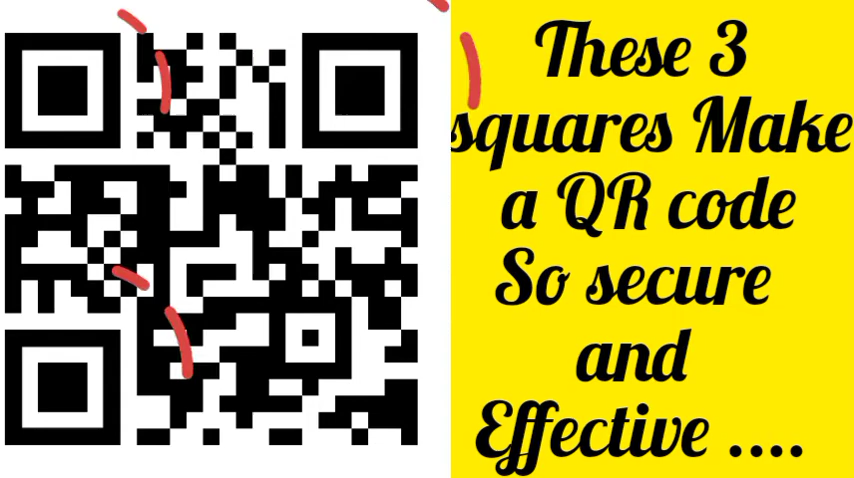 These 3
squares Make
a QR code
So secure
and
Effective ....